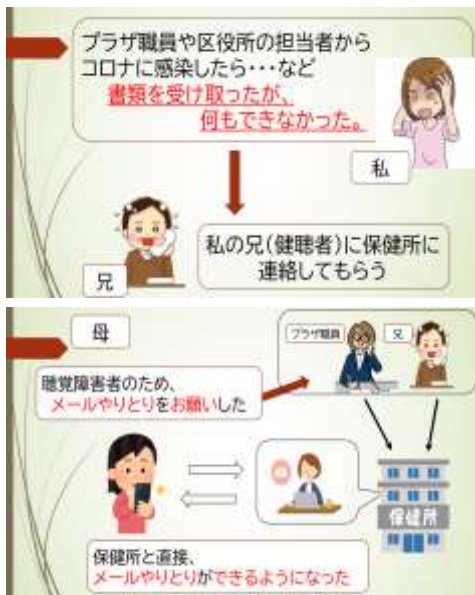 プラザ職員や区役所の担当者から
コロナに感染したら・・・など
書類を受け取ったが、
何もできなかった。
私
兄
私の兄(健聴者)に保健所に
連絡してもらう
母
プラザ職員
兄
聴覚障害者のため、
メールやりとりをお願いした
保健所
保健所と直接、
メールやりとりができるようになった